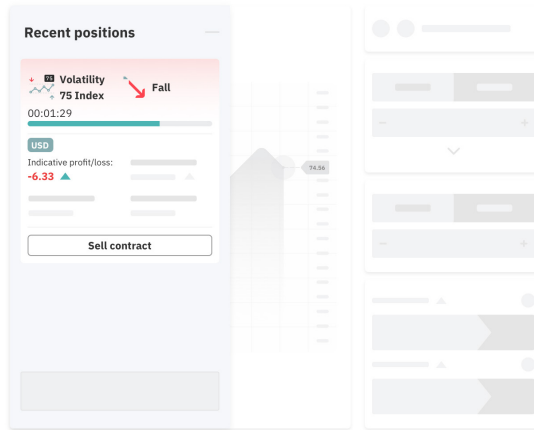 Recent positions
75
Volatility
75 Index
Fall
00:01:29
USD
Indicative profit/loss:
-6.33
Sell contract
74.56